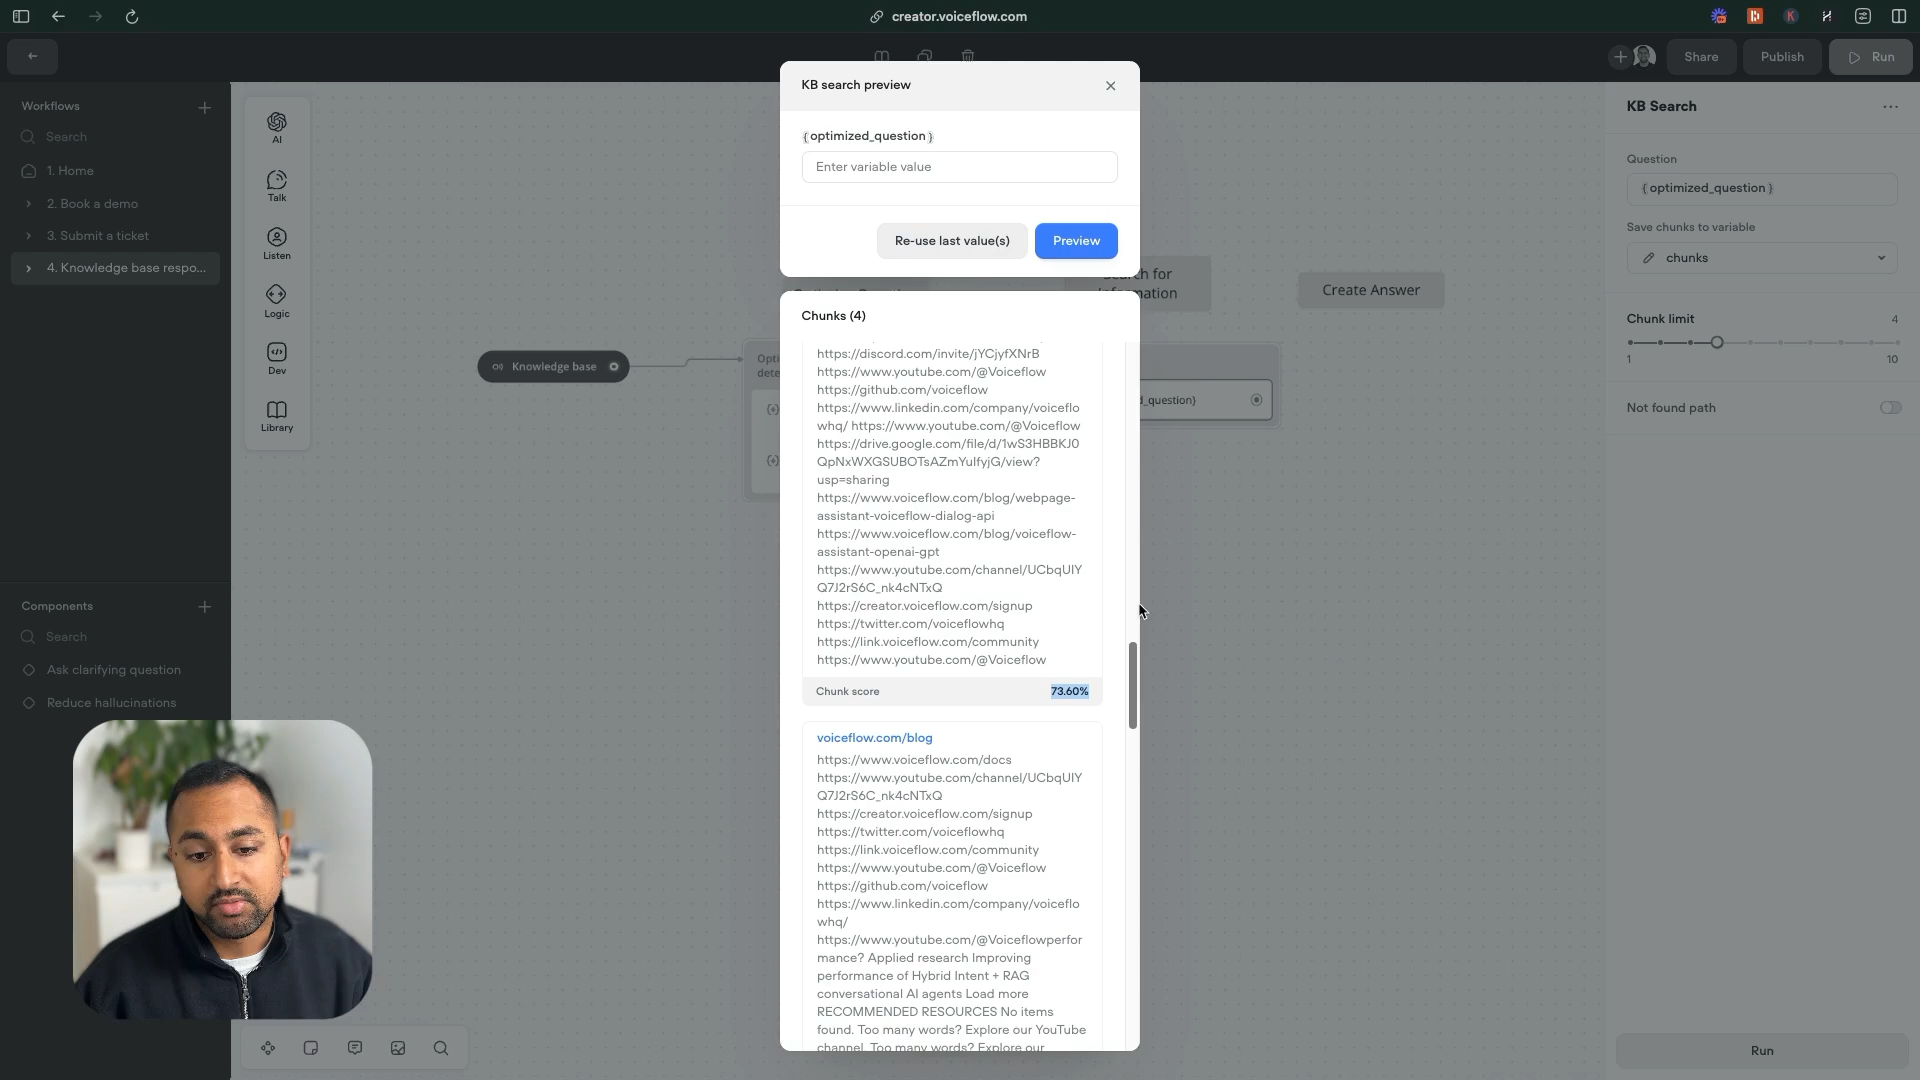 creator.voiceflow.com
Share
Publish
Run
Workflows
Search
1. Home
2. Book a demo
3. Submit a ticket
4. Knowledge base respo...
Components
Search
Ask clarifying question
Reduce hallucinations
AI
Talk
Listen
Logic
Dev
Library
Knowledge base
Opti
dete
KB search preview
{optimized_question}
Enter variable value
Re-use last value(s)
Preview
Chunks (4)
https://discord.com/invite/jYCjyfXNrB
https://www.youtube.com/@Voiceflow
https://github.com/voiceflow
https://www.linkedin.com/company/voiceflo
whq/ https://www.youtube.com/@Voiceflow
https://drive.google.com/file/d/1wS3HBBKJ0
QpNxWXGSUBOTsAZmYulfyjG/view?
usp=sharing
https://www.voiceflow.com/blog/webpage-
assistant-voiceflow-dialog-api
https://www.voiceflow.com/blog/voiceflow-
assistant-openai-gpt
https://www.youtube.com/channel/UCbqUIY
Q7J2rS6C_nk4cNTxQ
https://creator.voiceflow.com/signup
https://twitter.com/voiceflowhq
https://link.voiceflow.com/community
https://www.youtube.com/@Voiceflow
Chunk score 73.60%
voiceflow.com/blog
https://www.voiceflow.com/docs
https://www.youtube.com/channel/UCbqUIY
Q7J2rS6C_nk4cNTxQ
https://creator.voiceflow.com/signup
https://twitter.com/voiceflowhq
https://link.voiceflow.com/community
https://www.youtube.com/@Voiceflow
https://github.com/voiceflow
https://www.linkedin.com/company/voiceflo
whq/
https://www.youtube.com/@Voiceflowperfor
mance? Applied research Improving
performance of Hybrid Intent + RAG
conversational AI agents Load more
RECOMMENDED RESOURCES No items
found. Too many words? Explore our YouTube
channel. Too many words? Explore our
rch for
mation
d_question}
Create Answer
KB Search
Question
{optimized_question}
Save chunks to variable
chunks
Chunk limit 4
1 10
Not found path
Run